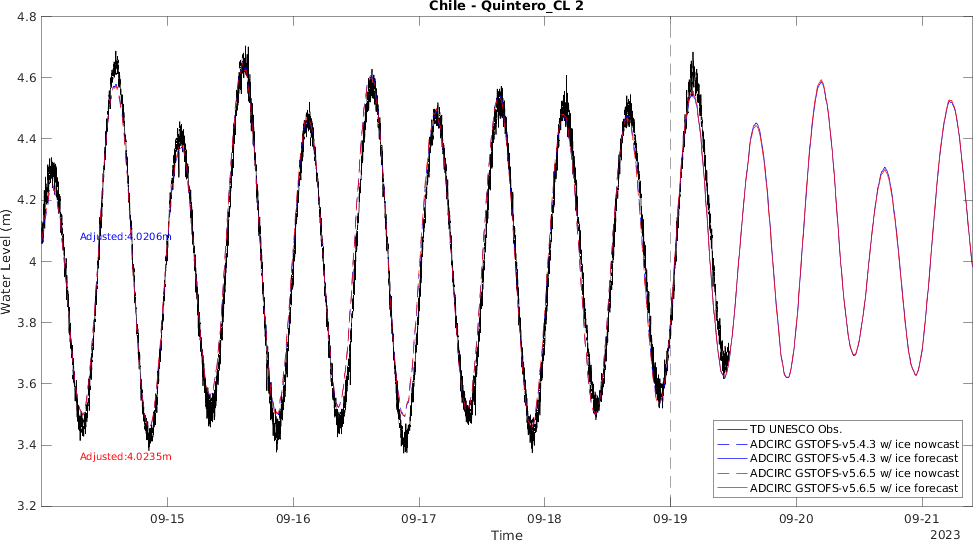 Chile - Quintero_CL 2
4.8
4.6
4.4
4.2
4
3.8
3.6
3.4
3.2
Water Level (m)
Adjusted:4.0206m
Adjusted:4.0235m
TD UNESCO Obs.
ADCIRC GSTOFS-v5.4.3 w/ ice nowcast
ADCIRC GSTOFS-v5.4.3 w/ ice forecast
ADCIRC GSTOFS-v5.6.5 w/ ice nowcast
ADCIRC GSTOFS-v5.6.5 w/ ice forecast
09-15 09-16 09-17 09-18 09-19 09-20 09-21
Time
2023